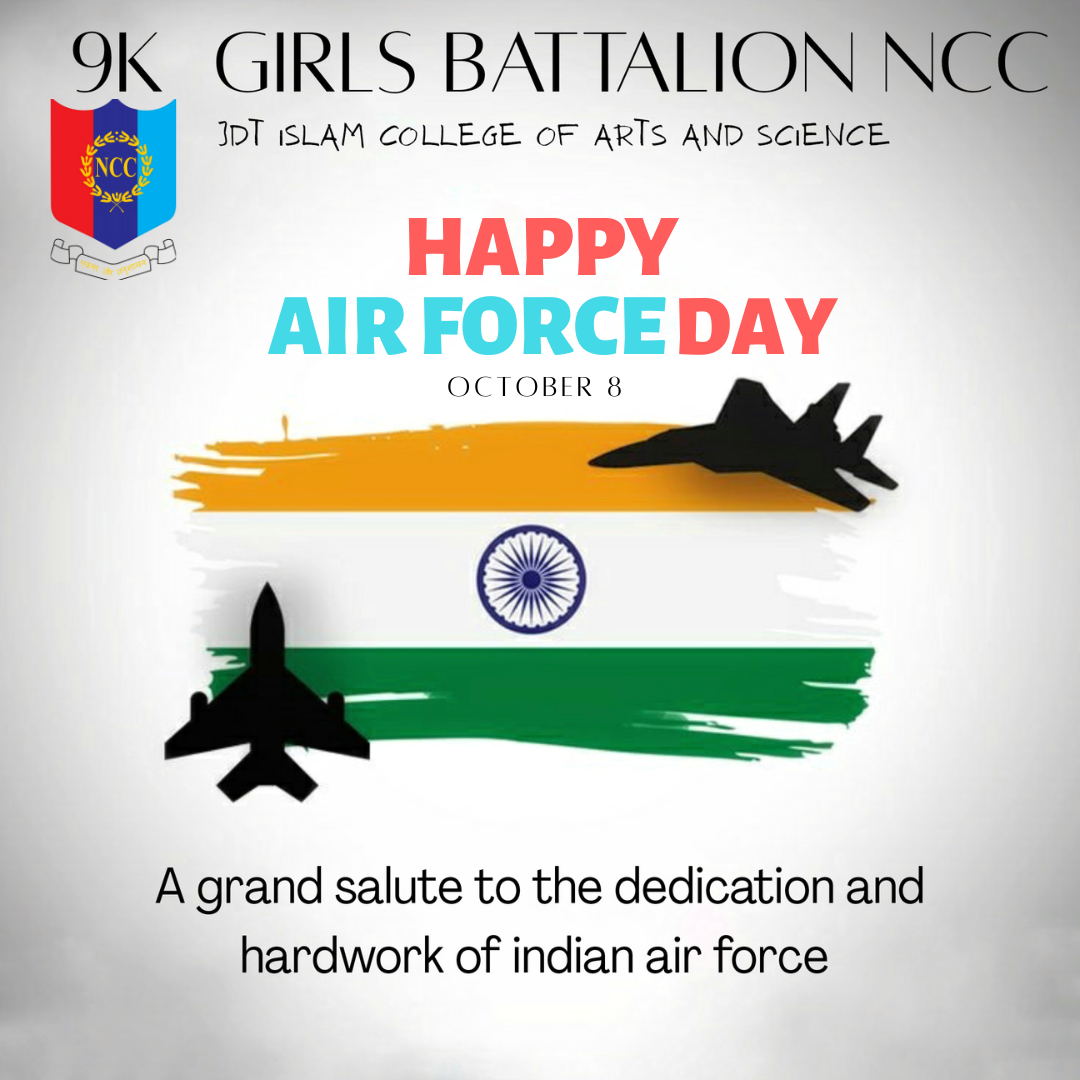 9K GIRLS BATTALION NCC
JDT ISLAM COLLEGE OF ARTS AND SCIENCE
NCC
HAPPY
AIR FORCE DAY
OCTOBER 8
A grand salute to the dedication and
hardwork of indian air force